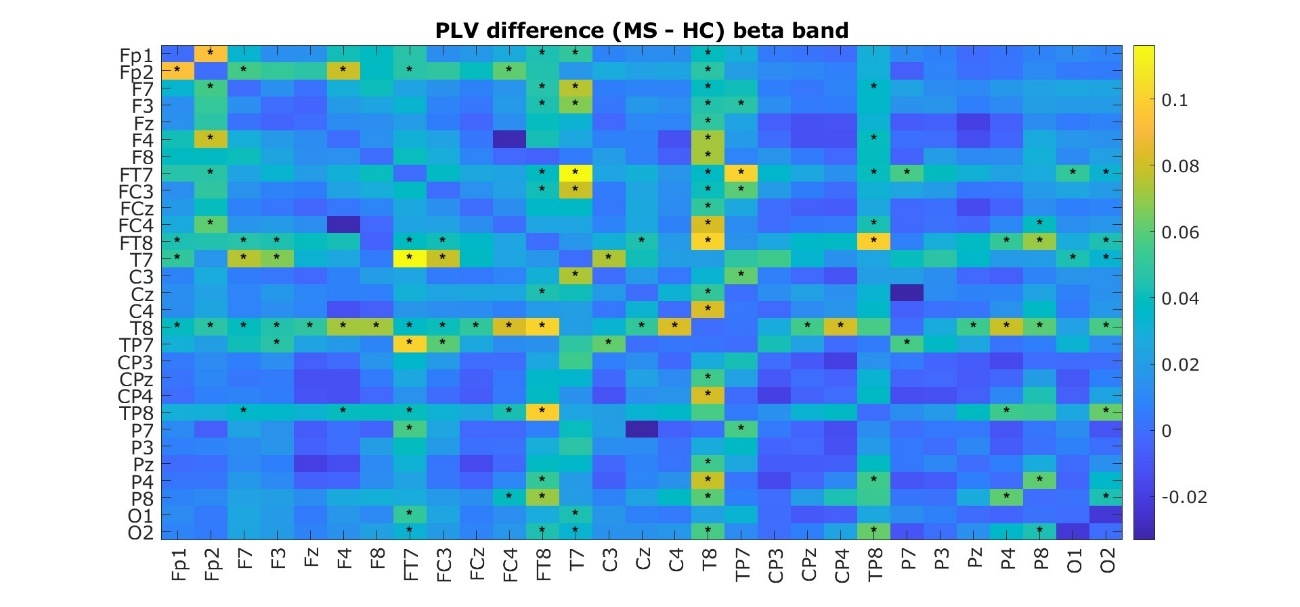 PLV difference (MS - HC) beta band
Fp1
Fp2
F7
F3
Fz
F4
F8
FT7
FC3
FCz
FC4
FT8
T7
C3
Cz
C4
T8
TP7
CP3
CPz
CP4
TP8
P7
P3
Pz
P4
P8
O1
O2
Fp1 Fp2 F7 F3 Fz F4 F8 FT7 FC3 FCz FC4 FT8 T7 C3 Cz C4 T8 TP7 CP3 CPz CP4 TP8 P7 P3 Pz P4 P8 O1 O2
0.1
0.08
0.06
0.04
0.02
0
-0.02